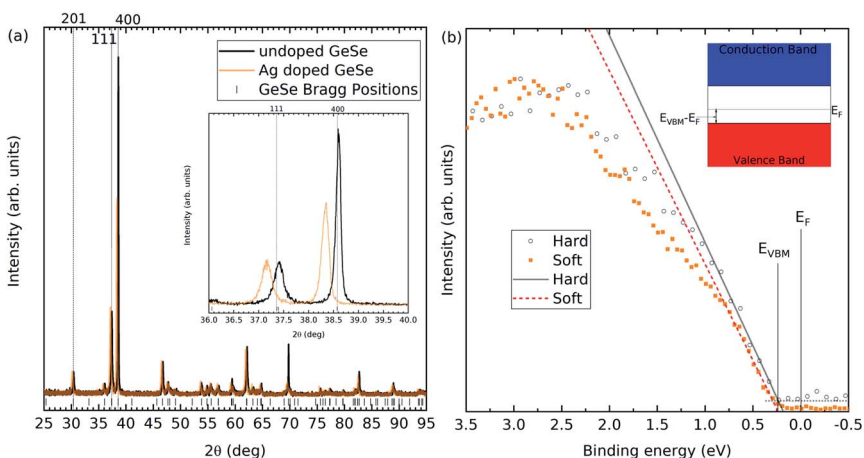 201
400
111
(a)
undoped GeSe
Ag doped GeSe
GeSe Bragg Positions
111
400
Intensity (arb. units)
36.0 36.5 37.0 37.5 38.0 38.5 39.0 39.5 40.0
2θ (deg)
Intensity (arb. units)
25 30 35 40 45 50 55 60 65 70 75 80 85 90 95
2θ (deg)
(b)
Conduction Band
E_F
E_VBM-E_F
Valence Band
Hard
Soft
Hard
Soft
E_F
E_VBM
Intensity (arb. units)
3.5 3.0 2.5 2.0 1.5 1.0 0.5 0.0 -0.5
Binding energy (eV)